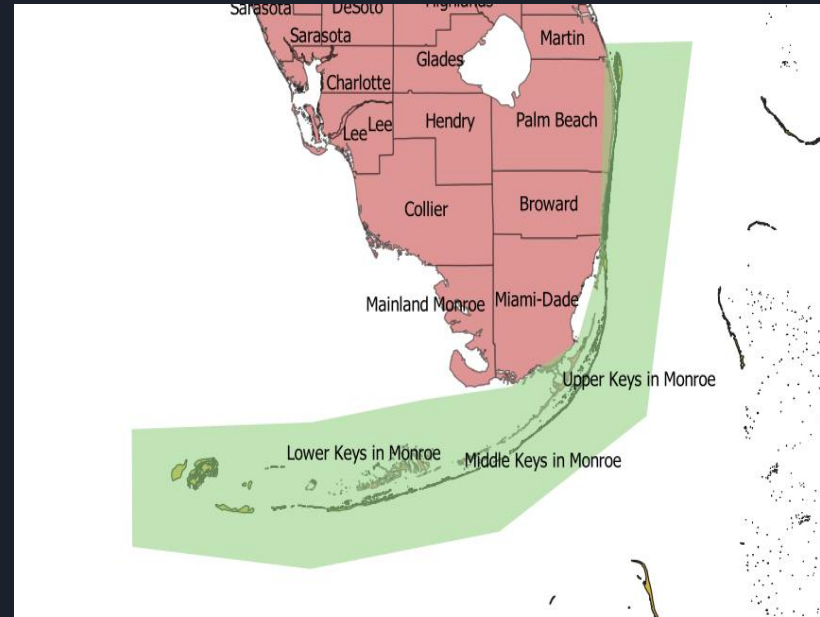 Sarasota
DeSoto
Highlands
Sarasota
Martin
Glades
Charlotte
Lee
Lee
Hendry
Palm Beach
Collier
Broward
Mainland Monroe
Miami-Dade
Upper Keys in Monroe
Lower Keys in Monroe
Middle Keys in Monroe